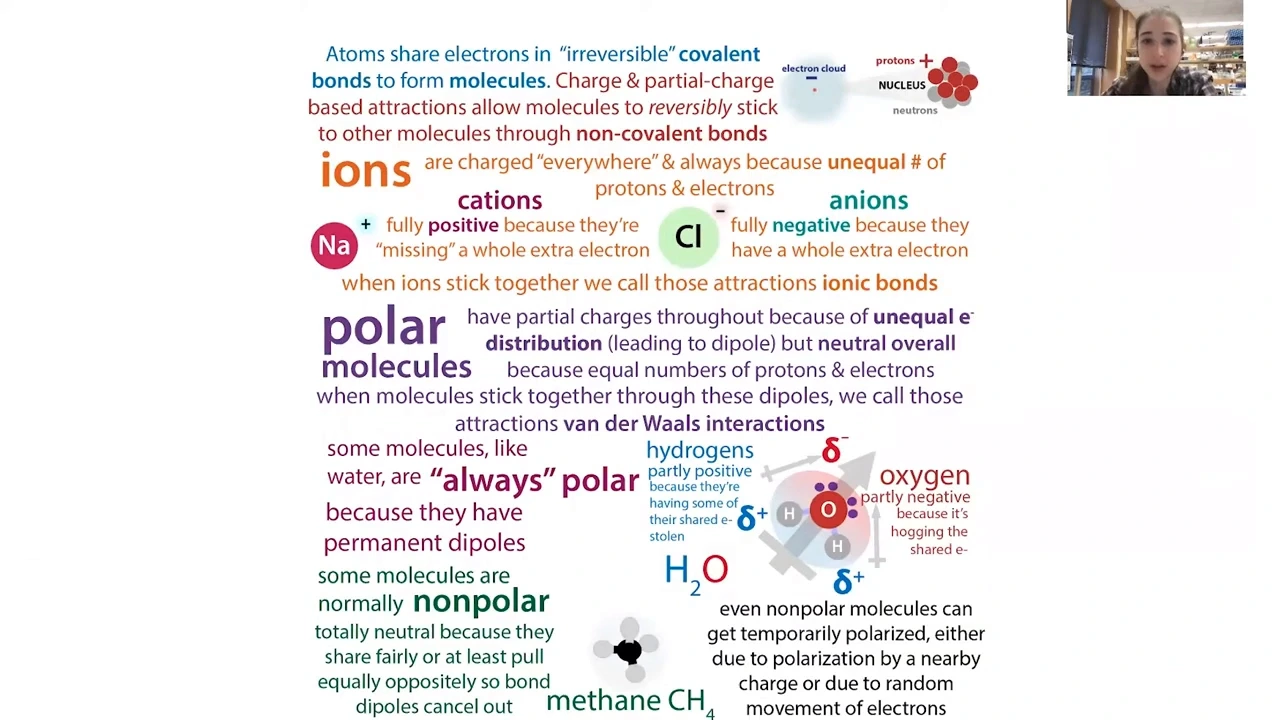 Atoms share electrons in “irreversible” covalent
bonds to form molecules. Charge & partial-charge
based attractions allow molecules to reversibly stick
to other molecules through non-covalent bonds
electron cloud
−
protons +
NUCLEUS
neutrons
ions are charged “everywhere” & always because unequal # of
protons & electrons
cations
anions
Na + fully positive because they’re
“missing” a whole extra electron
Cl − fully negative because they
have a whole extra electron
when ions stick together we call those attractions ionic bonds
polar
molecules
have partial charges throughout because of unequal e-
distribution (leading to dipole) but neutral overall
because equal numbers of protons & electrons
when molecules stick together through these dipoles, we call those
attractions van der Waals interactions
some molecules, like
water, are “always” polar
because they have
permanent dipoles
hydrogens
partly positive
because they’re
having some of
their shared e-
stolen
δ+
H
O
H
δ-
δ+
H2O
oxygen
partly negative
because it’s
hogging the
shared e-
some molecules are
normally nonpolar
totally neutral because they
share fairly or at least pull
equally oppositely so bond
dipoles cancel out
methane CH4
even nonpolar molecules can
get temporarily polarized, either
due to polarization by a nearby
charge or due to random
movement of electrons